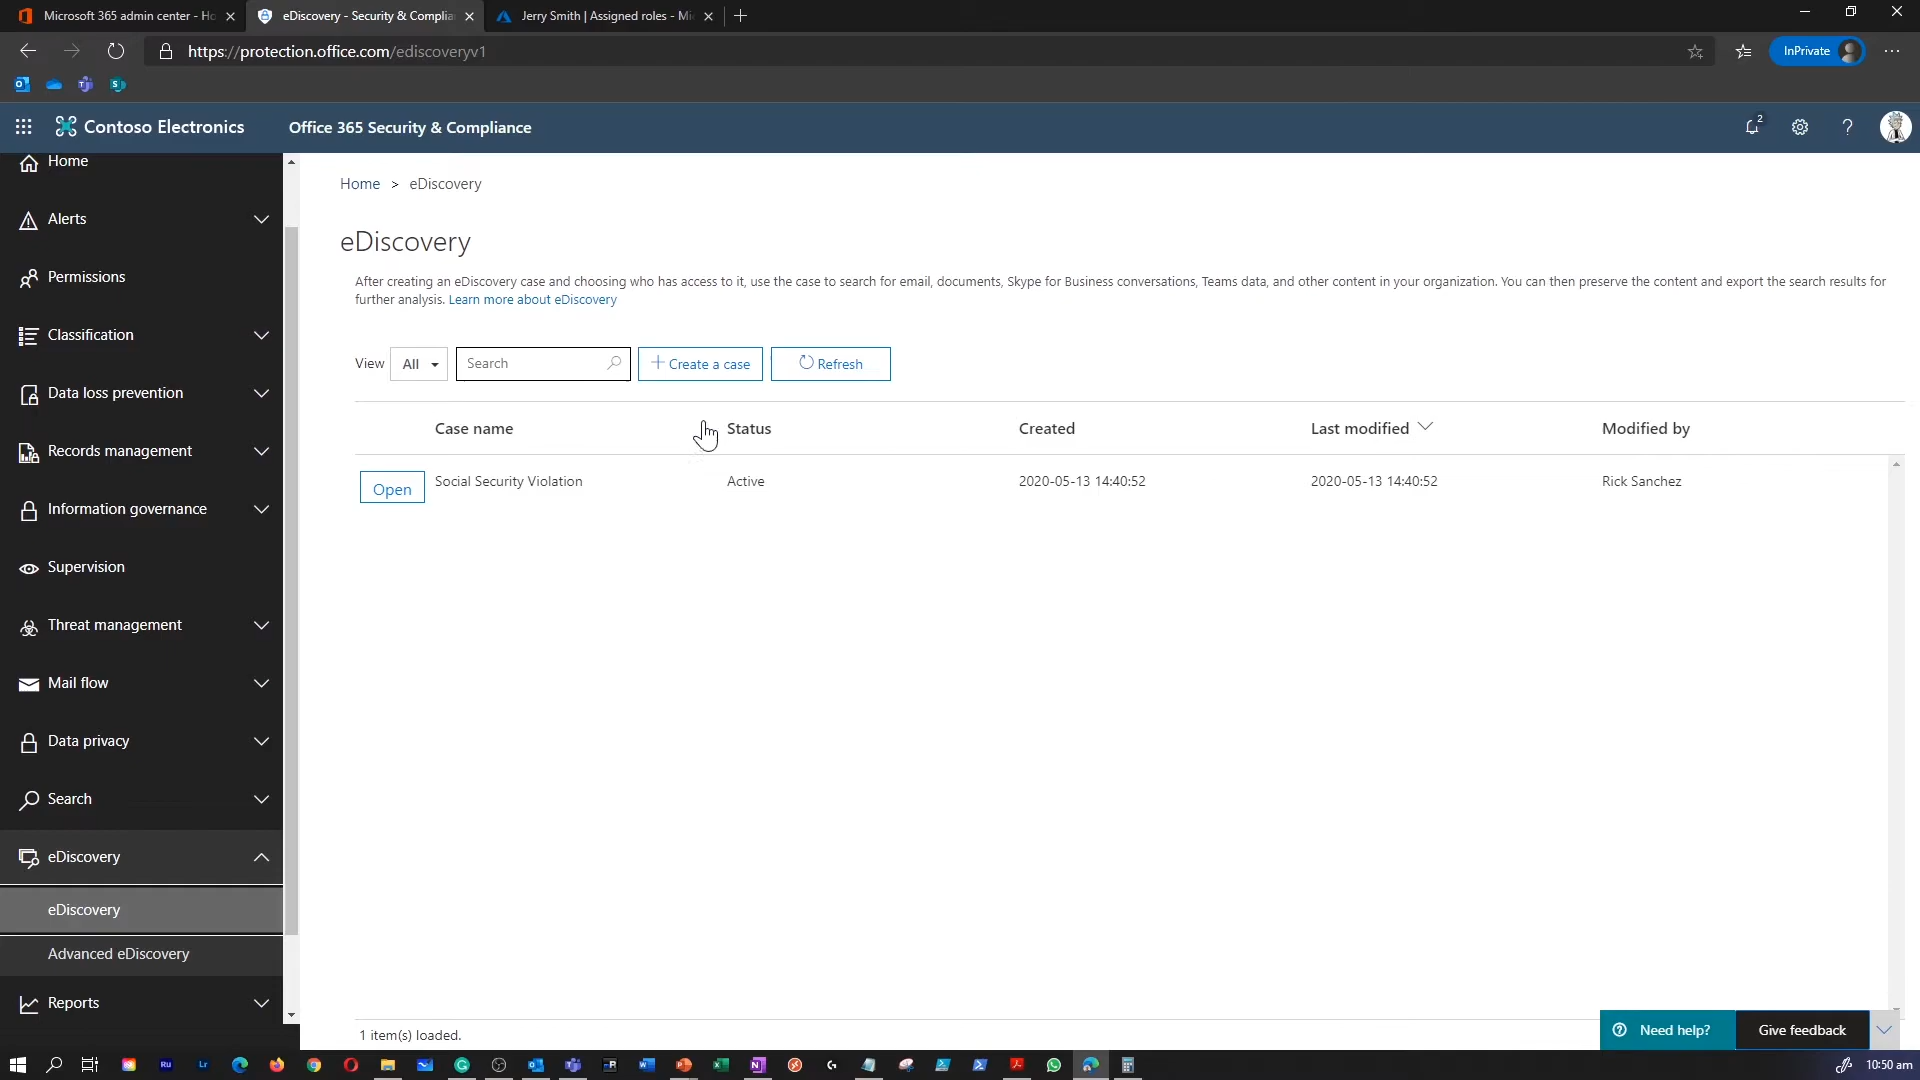 Microsoft 365 admin center - Ho
eDiscovery - Security & Complia
Jerry Smith | Assigned roles - Mi
https://protection.office.com/ediscoveryv1
InPrivate
Contoso Electronics
Office 365 Security & Compliance
2
Home
Alerts
Permissions
Classification
Data loss prevention
Records management
Information governance
Supervision
Threat management
Mail flow
Data privacy
Search
eDiscovery
eDiscovery
Advanced eDiscovery
Reports
Home > eDiscovery
eDiscovery
After creating an eDiscovery case and choosing who has access to it, use the case to search for email, documents, Skype for Business conversations, Teams data, and other content in your organization. You can then preserve the content and export the search results for
further analysis. Learn more about eDiscovery
View All Search + Create a case Refresh
Case name Status Created Last modified Modified by
Open Social Security Violation Active 2020-05-13 14:40:52 2020-05-13 14:40:52 Rick Sanchez
1 item(s) loaded.
Need help? Give feedback
10:50 am